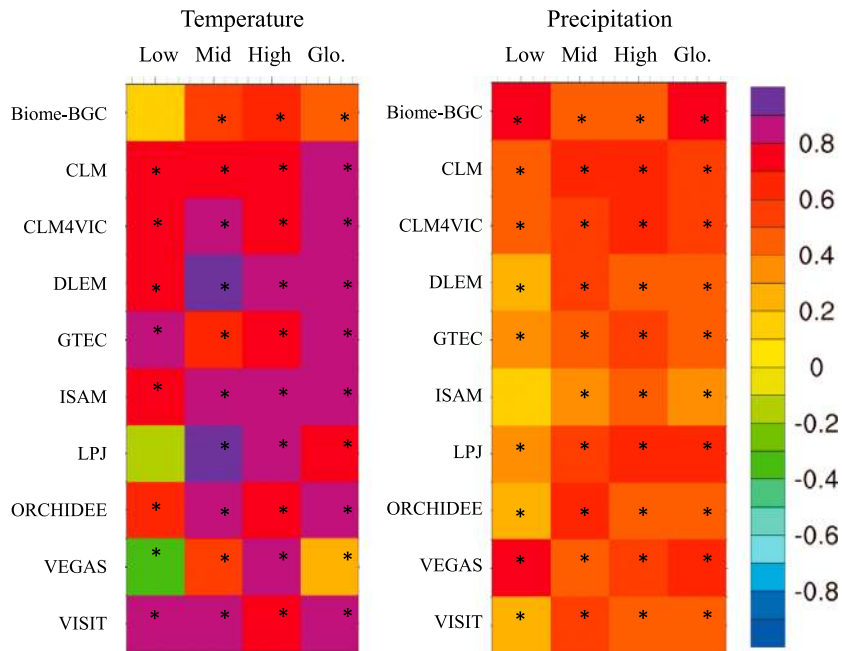 Temperature Precipitation
Low Mid High Glo. Low Mid High Glo.
Biome-BGC * * * Biome-BGC * * * *
CLM * * * * CLM * * * * 0.8
CLM4VIC * * * * CLM4VIC * * * * 0.6
DLEM * * * * DLEM * * * * 0.4
GTEC * * * * GTEC * * * * 0.2
ISAM * * * * ISAM * * * 0
LPJ * * * LPJ * * * * -0.2
ORCHIDEE * * * * ORCHIDEE * * * * -0.4
VEGAS * * * * VEGAS * * * * -0.6
VISIT * * * * VISIT * * * * -0.8